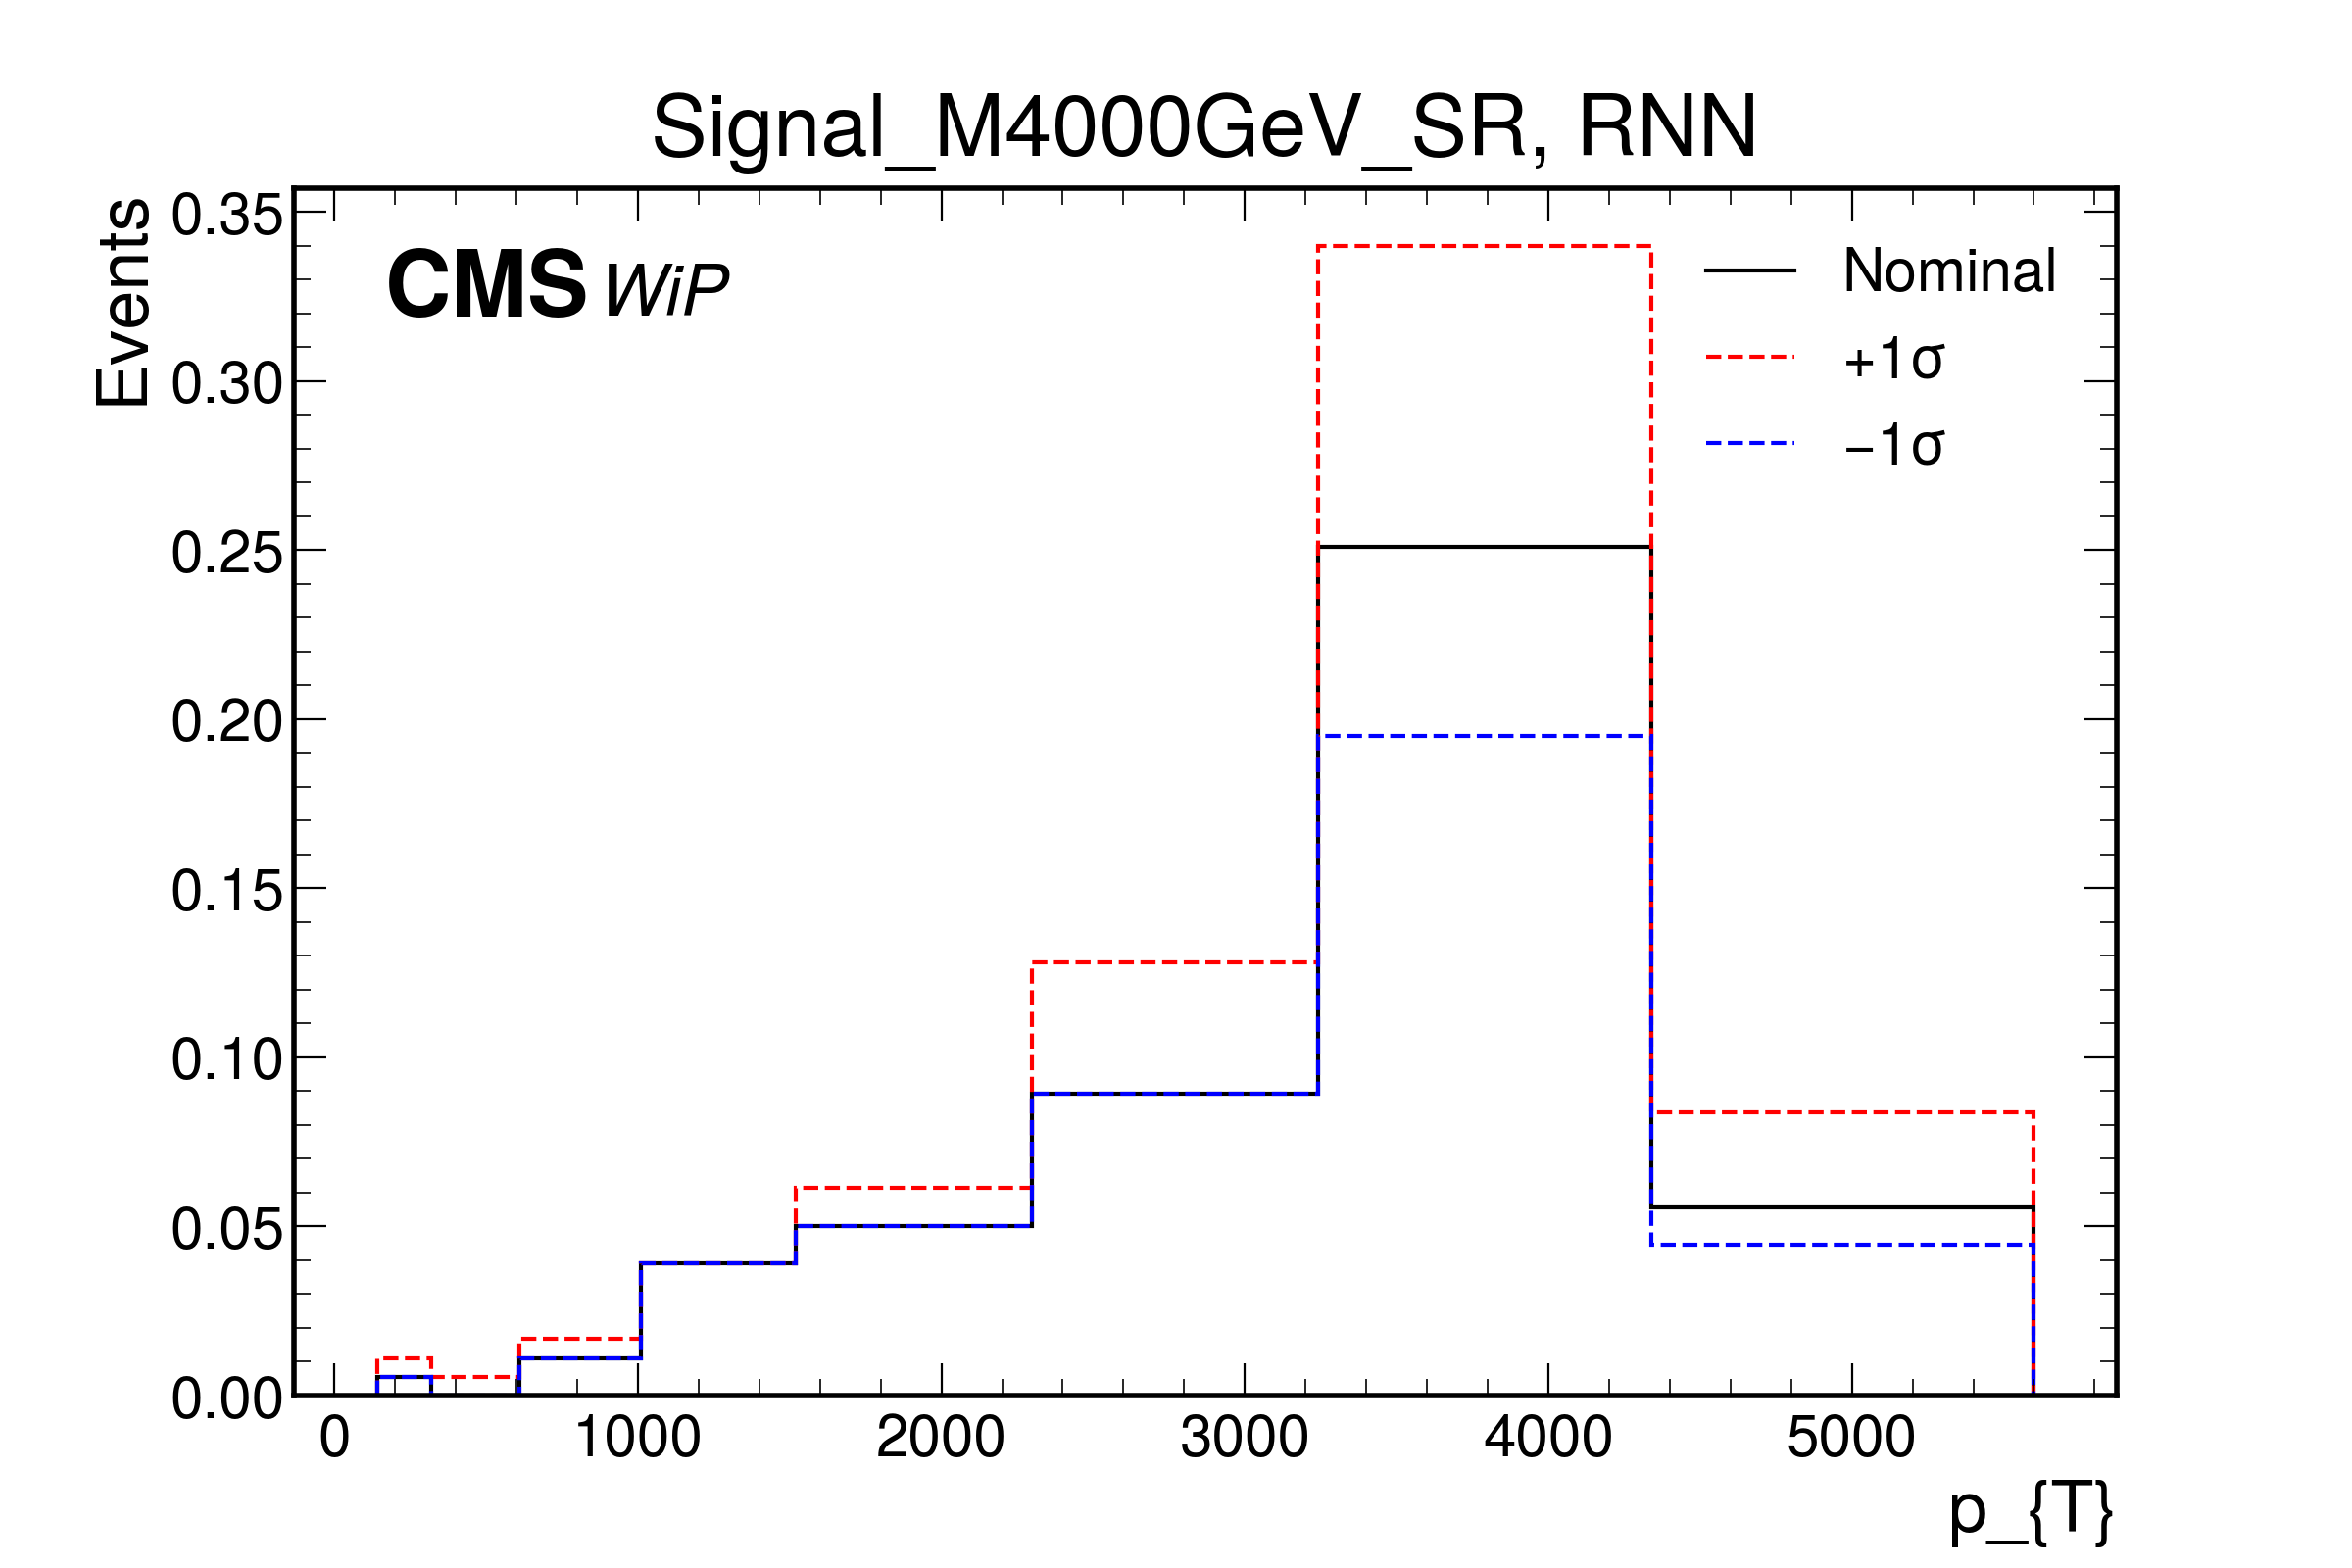 Signal_M4000GeV_SR, RNN
Events
CMS WiP
Nominal
+1σ
−1σ
0.35
0.30
0.25
0.20
0.15
0.10
0.05
0.00
0 1000 2000 3000 4000 5000
p_{T}